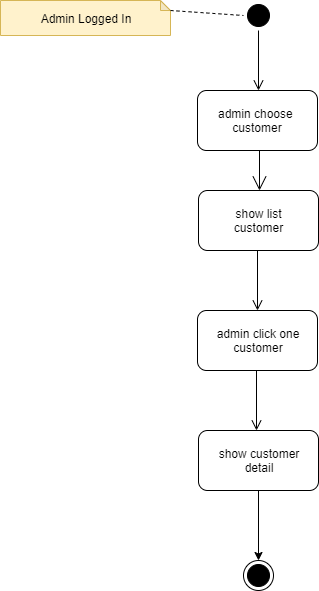 Admin Logged In
admin choose
customer
show list
customer
admin click one
customer
show customer
detail